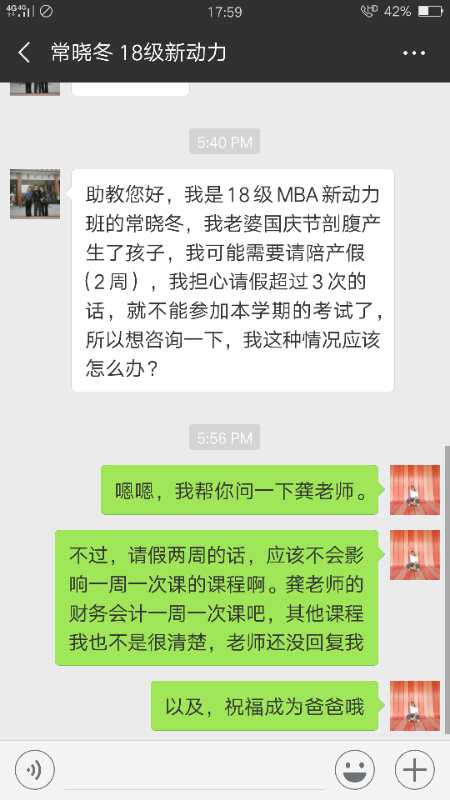 4G 4G
17:59
HD 42%
常晓冬 18级新动力
5:40 PM
助教您好，我是18级MBA新动力
班的常晓冬，我老婆国庆节剖腹产
生了孩子，我可能需要请陪产假
（2周），我担心请假超过3次的
话，就不能参加本学期的考试了，
所以想咨询一下，我这种情况应该
怎么办？
5:56 PM
嗯嗯，我帮你问一下龚老师。
不过，请假两周的话，应该不会影
响一周一次课的课程啊。龚老师的
财务会计一周一次课吧，其他课程
我也不是很清楚，老师还没回复我
以及，祝福成为爸爸哦